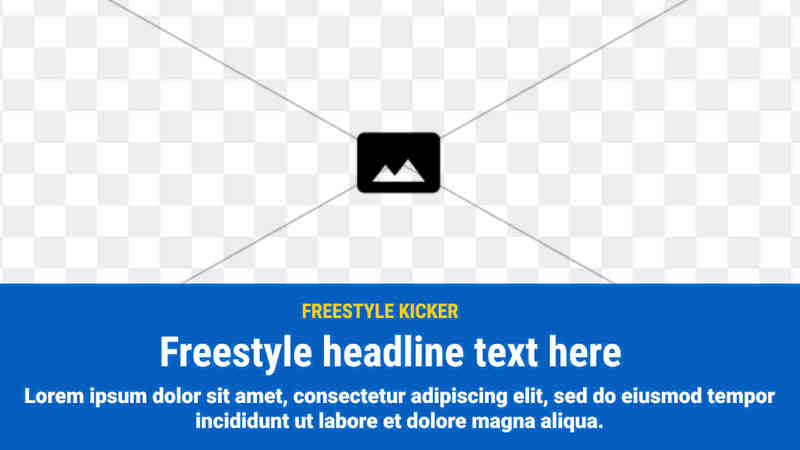 FREESTYLE KICKER
Freestyle headline text here
Lorem ipsum dolor sit amet, consectetur adipiscing elit, sed do eiusmod tempor
incididunt ut labore et dolore magna aliqua.